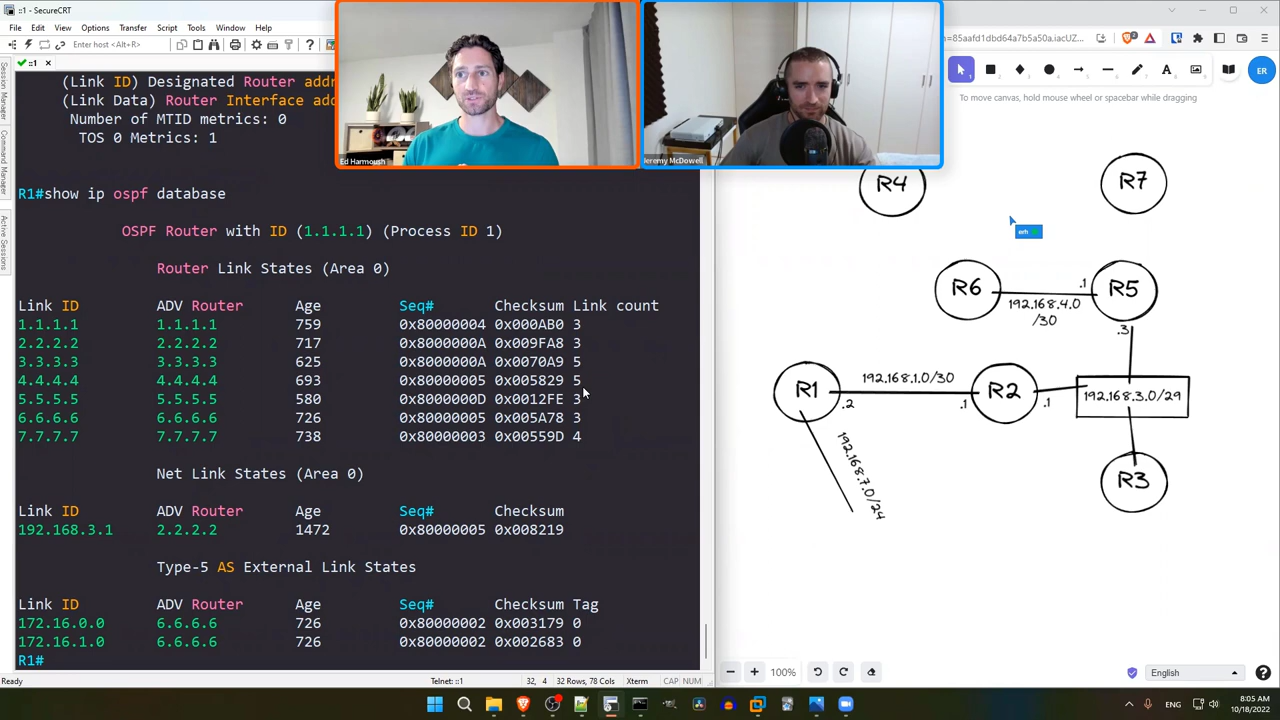 ::1 - SecureCRT
File Edit View Options Transfer Script Tools Window Help
Enter host <Alt+R>
::1
Session Manager
Command Manager
Active Sessions
(Link ID) Designated Router add
(Link Data) Router Interface add
Number of MTID metrics: 0
TOS 0 Metrics: 1
R1#show ip ospf database
OSPF Router with ID (1.1.1.1) (Process ID 1)
Router Link States (Area 0)
Link ID ADV Router Age Seq# Checksum Link count
1.1.1.1 1.1.1.1 759 0x80000004 0x000AB0 3
2.2.2.2 2.2.2.2 717 0x8000000A 0x009FA8 3
3.3.3.3 3.3.3.3 625 0x8000000A 0x0070A9 5
4.4.4.4 4.4.4.4 693 0x80000005 0x005829 5
5.5.5.5 5.5.5.5 580 0x8000000D 0x0012FE 3
6.6.6.6 6.6.6.6 726 0x80000005 0x005A78 3
7.7.7.7 7.7.7.7 738 0x80000003 0x00559D 4
Net Link States (Area 0)
Link ID ADV Router Age Seq# Checksum
192.168.3.1 2.2.2.2 1472 0x80000005 0x008219
Type-5 AS External Link States
Link ID ADV Router Age Seq# Checksum Tag
172.16.0.0 6.6.6.6 726 0x80000002 0x003179 0
172.16.1.0 6.6.6.6 726 0x80000002 0x002683 0
R1#
Ready
Telnet: ::1
32, 4
32 Rows, 78 Cols
Xterm
CAP NUM
Ed Harmoush
Jeremy McDowell
=85aafd1dbd64a7b5a50a.iacUZ...
ER
To move canvas, hold mouse wheel or spacebar while dragging
R4
R7
erh
R6
R5
.1
192.168.4.0
/30
.3
R1
192.168.1.0/30
R2
.2
.1
.1
192.168.3.0/29
192.168.7.0/24
R3
100%
English
ENG
8:05 AM
10/18/2022